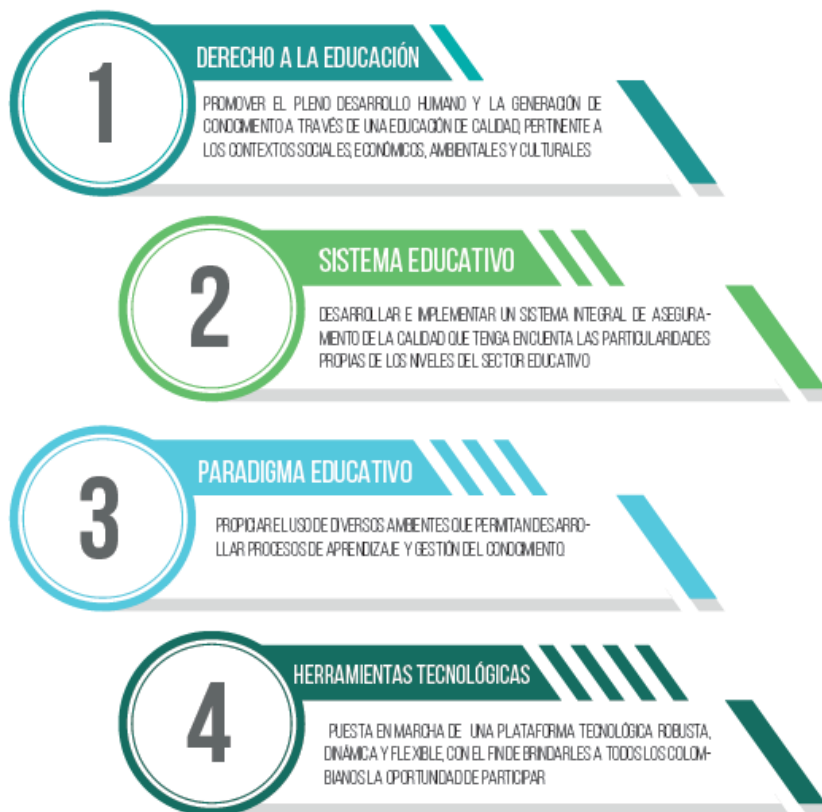 1
DERECHO A LA EDUCACIÓN
PROMOVER EL PLENO DESARROLLO HUMANO Y LA GENERACIÓN DE
CONOCIMIENTO A TRAVÉS DE UNA EDUCACIÓN DE CALIDAD, PERTINENTE A
LOS CONTEXTOS SOCIALES, ECONÓMICOS, AMBIENTALES Y CULTURALES
2
SISTEMA EDUCATIVO
DESARROLLAR E IMPLEMENTAR UN SISTEMA INTEGRAL DE ASEGURA-
MIENTO DE LA CALIDAD QUE TENGA EN CUENTA LAS PARTICULARIDADES
PROPIAS DE LOS NIVELES DEL SECTOR EDUCATIVO
3
PARADIGMA EDUCATIVO
PROPICIAR EL USO DE DIVERSOS AMBIENTES QUE PERMITAN DESARRO-
LLAR PROCESOS DE APRENDIZAJE Y GESTIÓN DEL CONOCIMIENTO.
4
HERRAMIENTAS TECNOLÓGICAS
PUESTA EN MARCHA DE UNA PLATAFORMA TECNOLÓGICA ROBUSTA,
DINÁMICA Y FLEXIBLE, CON EL FIN DE BRINDARLES A TODOS LOS COLOM-
BIANOS LA OPORTUNIDAD DE PARTICIPAR